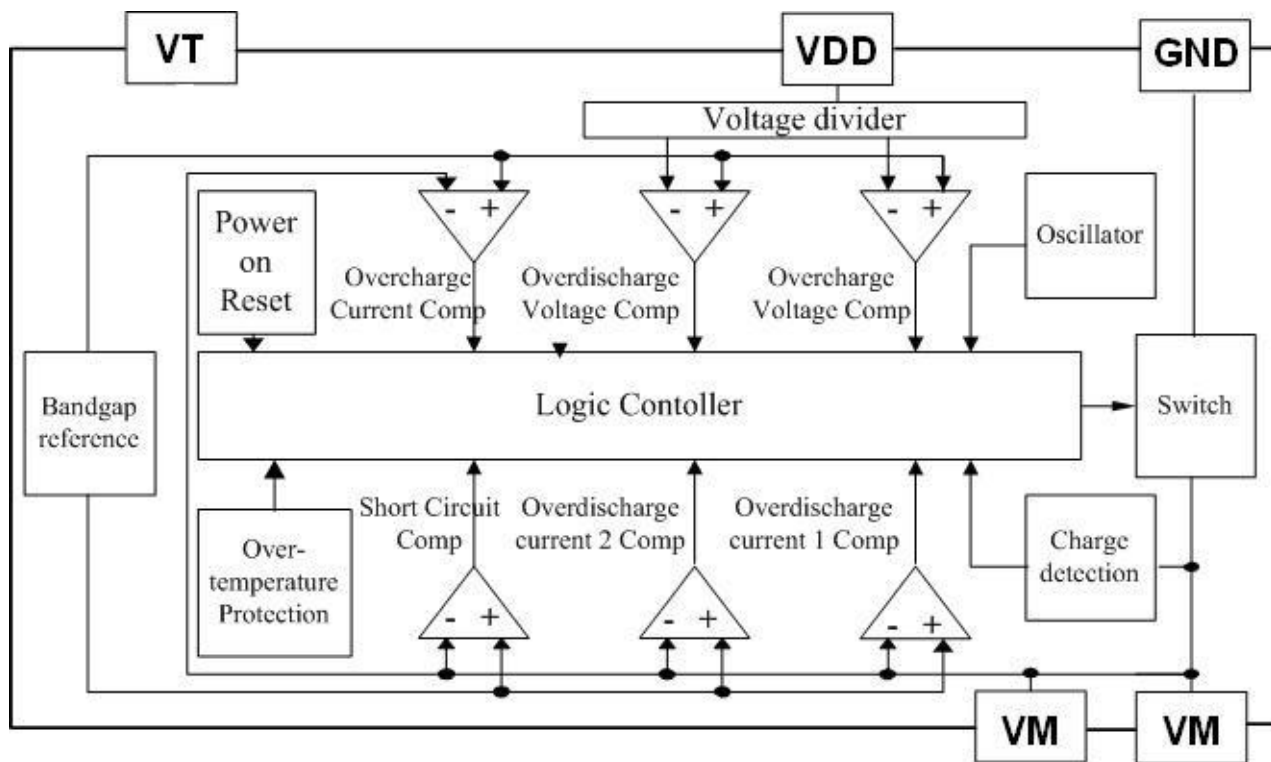 VT
VDD
GND
Voltage divider
- +
- +
- +
Power
on
Reset
Oscillator
Overcharge
Current Comp
Overdischarge
Voltage Comp
Overcharge
Voltage Comp
Bandgap
reference
Logic Contoller
Switch
Short Circuit
Comp
Overdischarge
current 2 Comp
Overdischarge
current 1 Comp
Over-
temperature
Protection
Charge
detection
- +
- +
- +
VM
VM